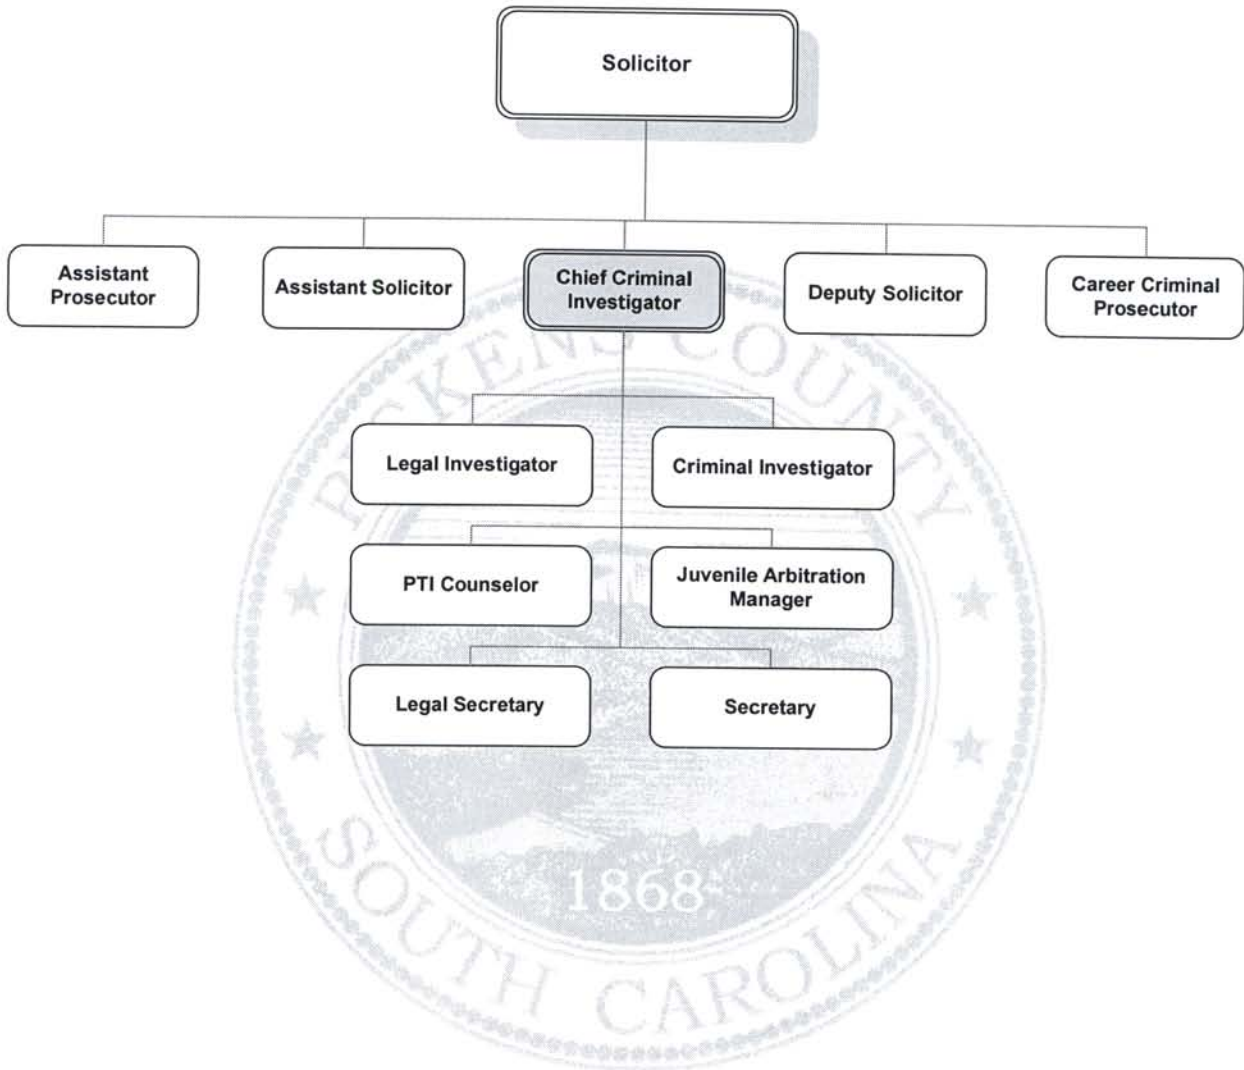 Solicitor
Assistant
Prosecutor
Assistant Solicitor
Chief Criminal
Investigator
Deputy Solicitor
Career Criminal
Prosecutor
PICKENS COUNTY
Legal Investigator
Criminal Investigator
PTI Counselor
Juvenile Arbitration
Manager
Legal Secretary
Secretary
1868
SOUTH CAROLINA